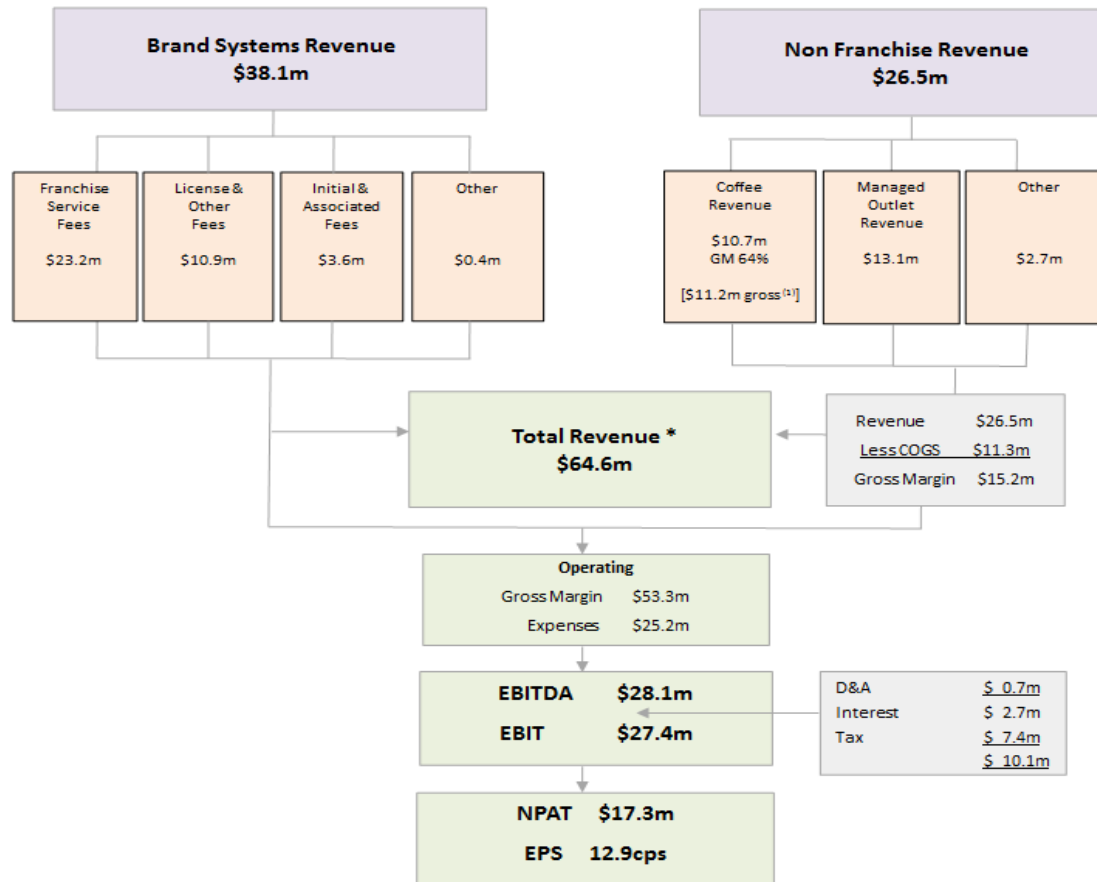 Brand Systems Revenue
$38.1m
Non Franchise Revenue
$26.5m
Franchise
Service
Fees
$23.2m
License &
Other
Fees
$10.9m
Initial &
Associated
Fees
$3.6m
Other
$0.4m
Coffee
Revenue
$10.7m
GM 64%
[$11.2m gross⁽¹⁾]
Managed
Outlet
Revenue
$13.1m
Other
$2.7m
Total Revenue *
$64.6m
Revenue $26.5m
Less COGS $11.3m
Gross Margin $15.2m
Operating
Gross Margin $53.3m
Expenses $25.2m
EBITDA $28.1m
EBIT $27.4m
D&A $ 0.7m
Interest $ 2.7m
Tax $ 7.4m
$ 10.1m
NPAT $17.3m
EPS 12.9cps